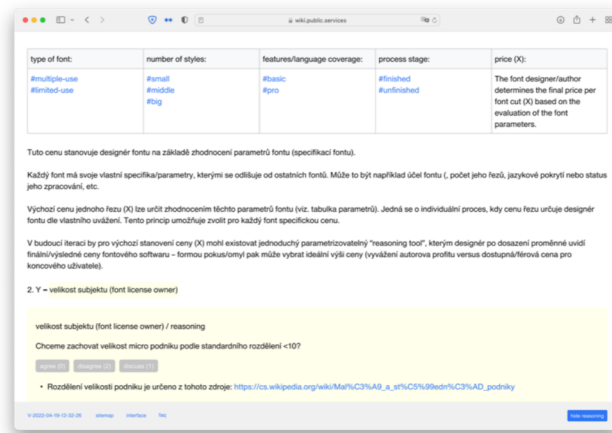 wiki.public.services
type of font: number of styles: features/language coverage: process stage: price (X):
#multiple-use #small #basic #finished The font designer/author
#limited-use #middle #pro #unfinished determines the final price per
#big font cut (X) based on the
evaluation of the font
parameters.
Tuto cenu stanovuje designér fontu na základě zhodnocení parametrů fontu (specifikací fontu).
Každý font má svoje vlastní specifika/parametry, kterými se odlišuje od ostatních fontů. Může to být například účel fontu (, počet jeho řezů, jazykové pokrytí nebo status
jeho zpracování, etc.
Výchozí cenu jednoho řezu (X) lze určit zhodnocením těchto parametrů fontu (viz. tabulka parametrů). Jedná se o individuální proces, kdy cenu řezu určuje designér
fontu dle vlastního uvážení. Tento princip umožňuje zvolit pro každý font specifickou cenu.
V budoucí iteraci by pro výchozí stanovení ceny (X) mohl existovat jednoduchý parametrizovatelný "reasoning tool", kterým designér po dosazení proměnné uvidí
finální/výsledné ceny fontového softwaru – formou pokus/omyl pak může vybrat ideální výši ceny (vyvážení autorova profitu versus dostupná/férová cena pro
koncového uživatele).
2. Y = velikost subjektu (font license owner)
velikost subjektu (font license owner) / reasoning
Chceme zachovat velikost micro podniku podle standardního rozdělení <10?
agree (0) disagree (2) discuss (1)
• Rozdělení velikosti podniku je určeno z tohoto zdroje: https://cs.wikipedia.org/wiki/Mal%C3%A9_a_st%C5%99edn%C3%AD_podniky
V-2022-04-19-12-32-26 sitemap interface hide reasoning